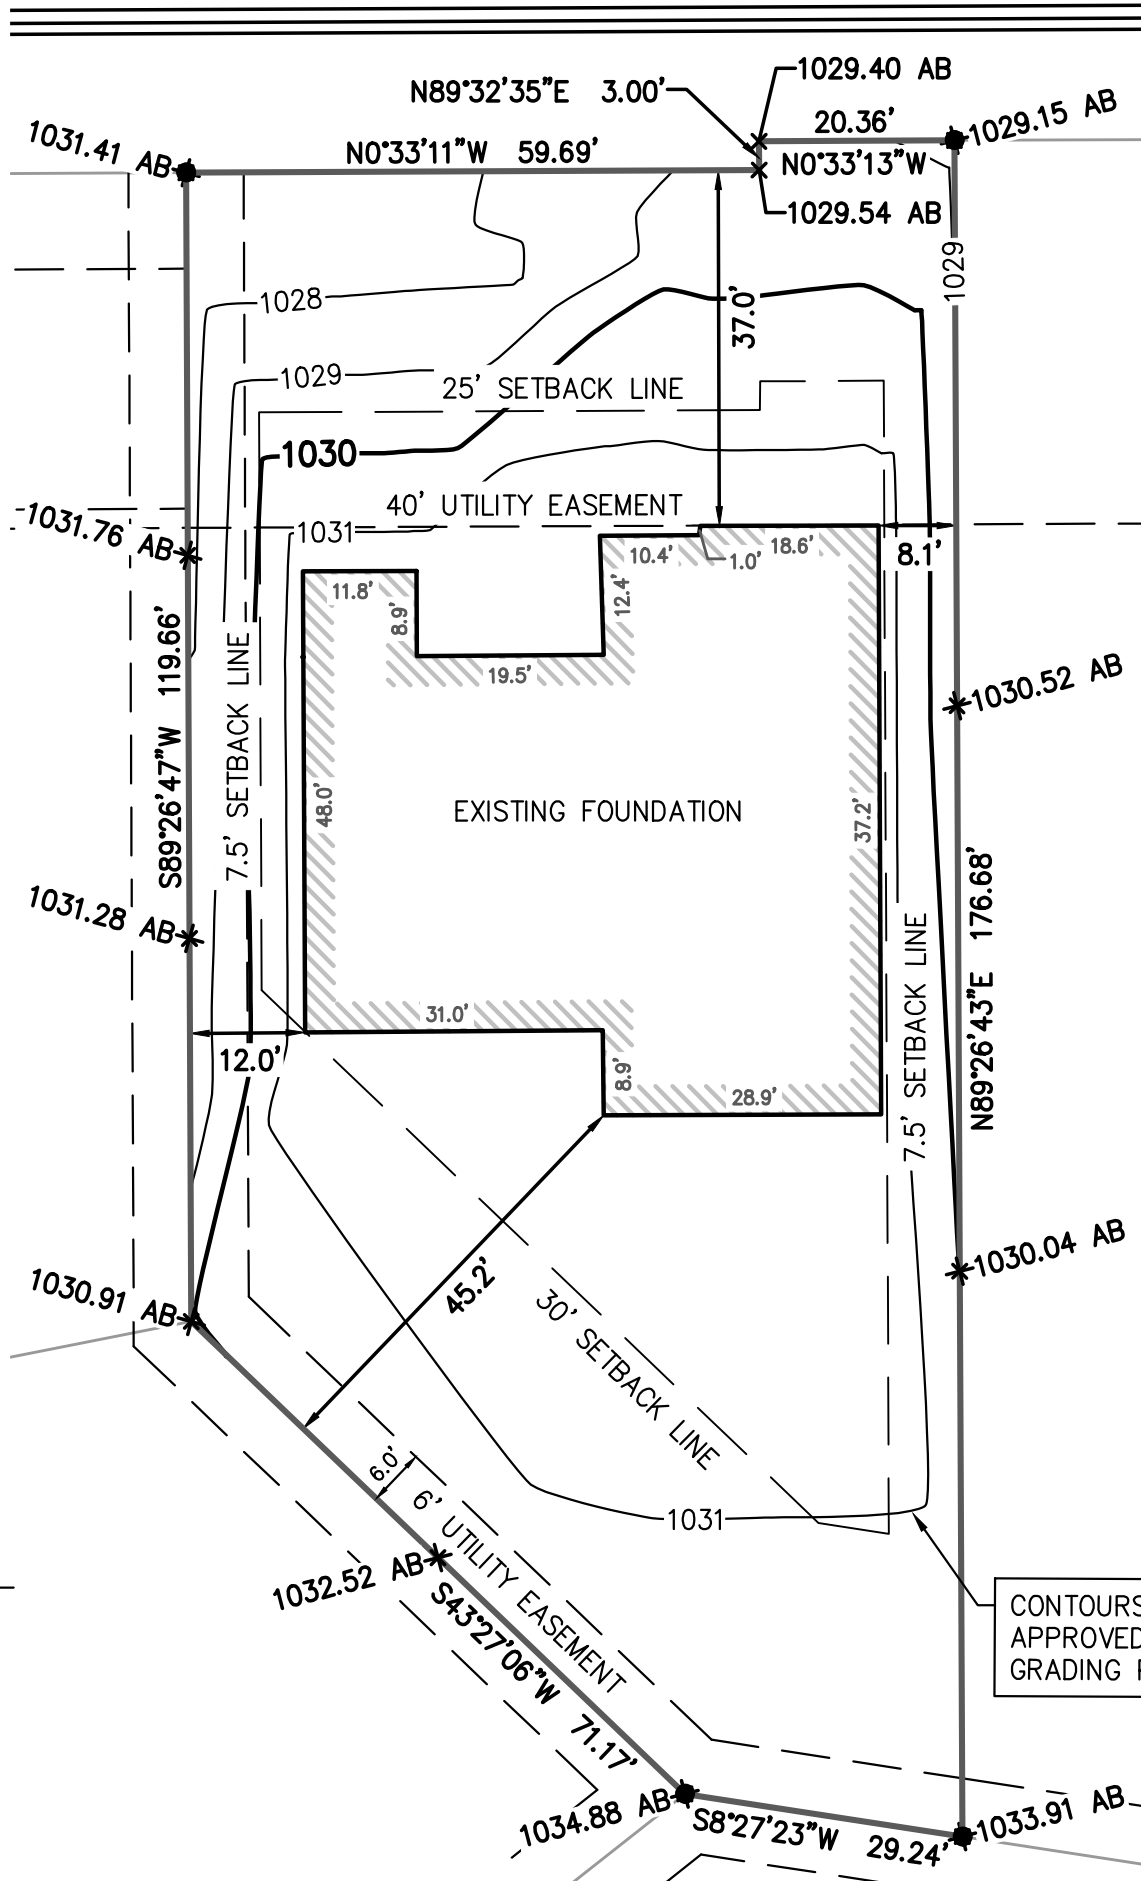 1029.40 AB
N89°32'35"E 3.00'
20.36'
1029.15 AB
1031.41 AB
N0°33'11"W 59.69'
N0°33'13"W
1029.54 AB
1029
1028
37.0'
1029
25' SETBACK LINE
1030
40' UTILITY EASEMENT
1031.76 AB
1031
10.4'
1.0'
18.6'
8.1'
11.8'
8.9'
12.4'
19.5'
S89°26'47"W 119.66'
7.5' SETBACK LINE
1030.52 AB
48.0'
EXISTING FOUNDATION
37.2'
1031.28 AB
N89°26'43"E 176.68'
7.5' SETBACK LINE
31.0'
12.0'
8.9'
28.9'
1030.91 AB
45.2'
30' SETBACK LINE
1030.04 AB
6.0'
6' UTILITY EASEMENT
1031
1032.52 AB
S43°27'06"W 71.17'
CONTOURS
APPROVED
GRADING
1034.88 AB
S8°27'23"W 29.24'
1033.91 AB